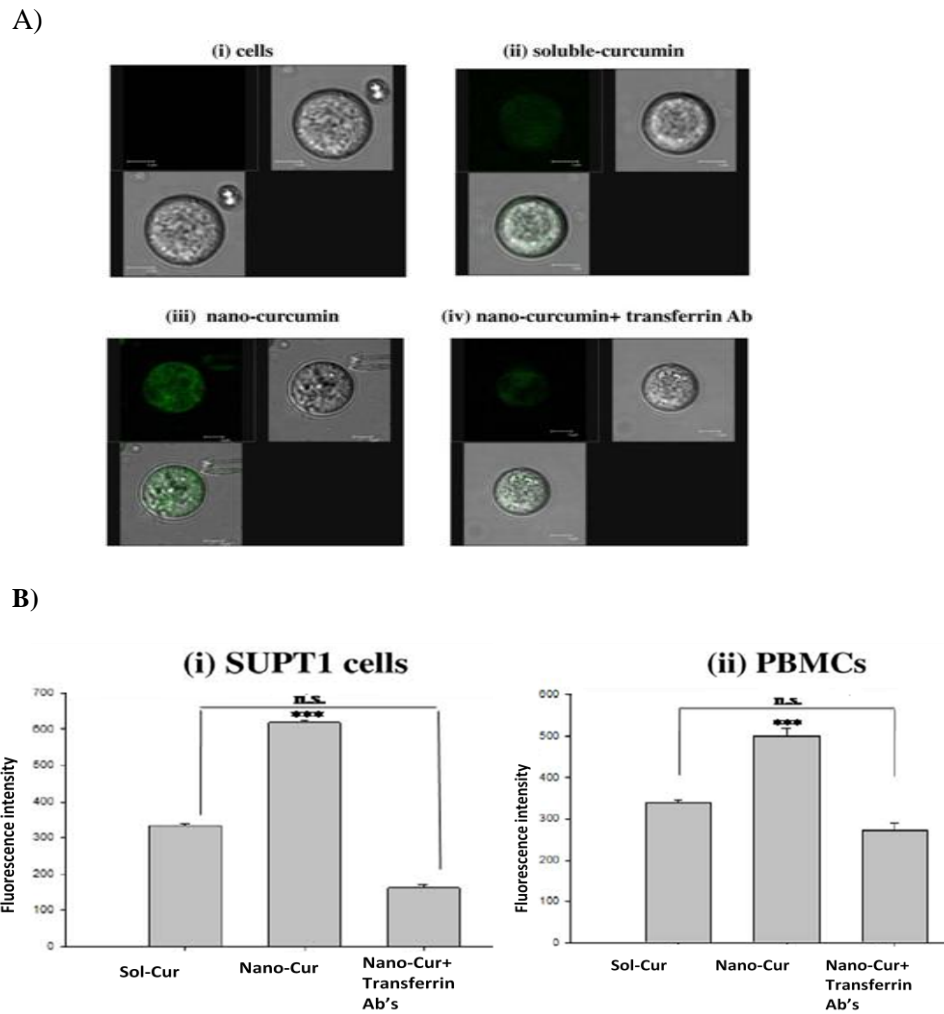 A)
(i) cells
(ii) soluble-curcumin
(iii) nano-curcumin
(iv) nano-curcumin+ transferrin Ab
B)
(i) SUPT1 cells
700
600
500
400
300
200
100
0
Fluorescence intensity
n.s.
***
Sol-Cur
Nano-Cur
Nano-Cur+
Transferrin
Ab's
(ii) PBMCs
600
500
400
300
200
100
0
Fluorescence intensity
n.s.
***
Sol-Cur
Nano-Cur
Nano-Cur+
Transferrin
Ab's